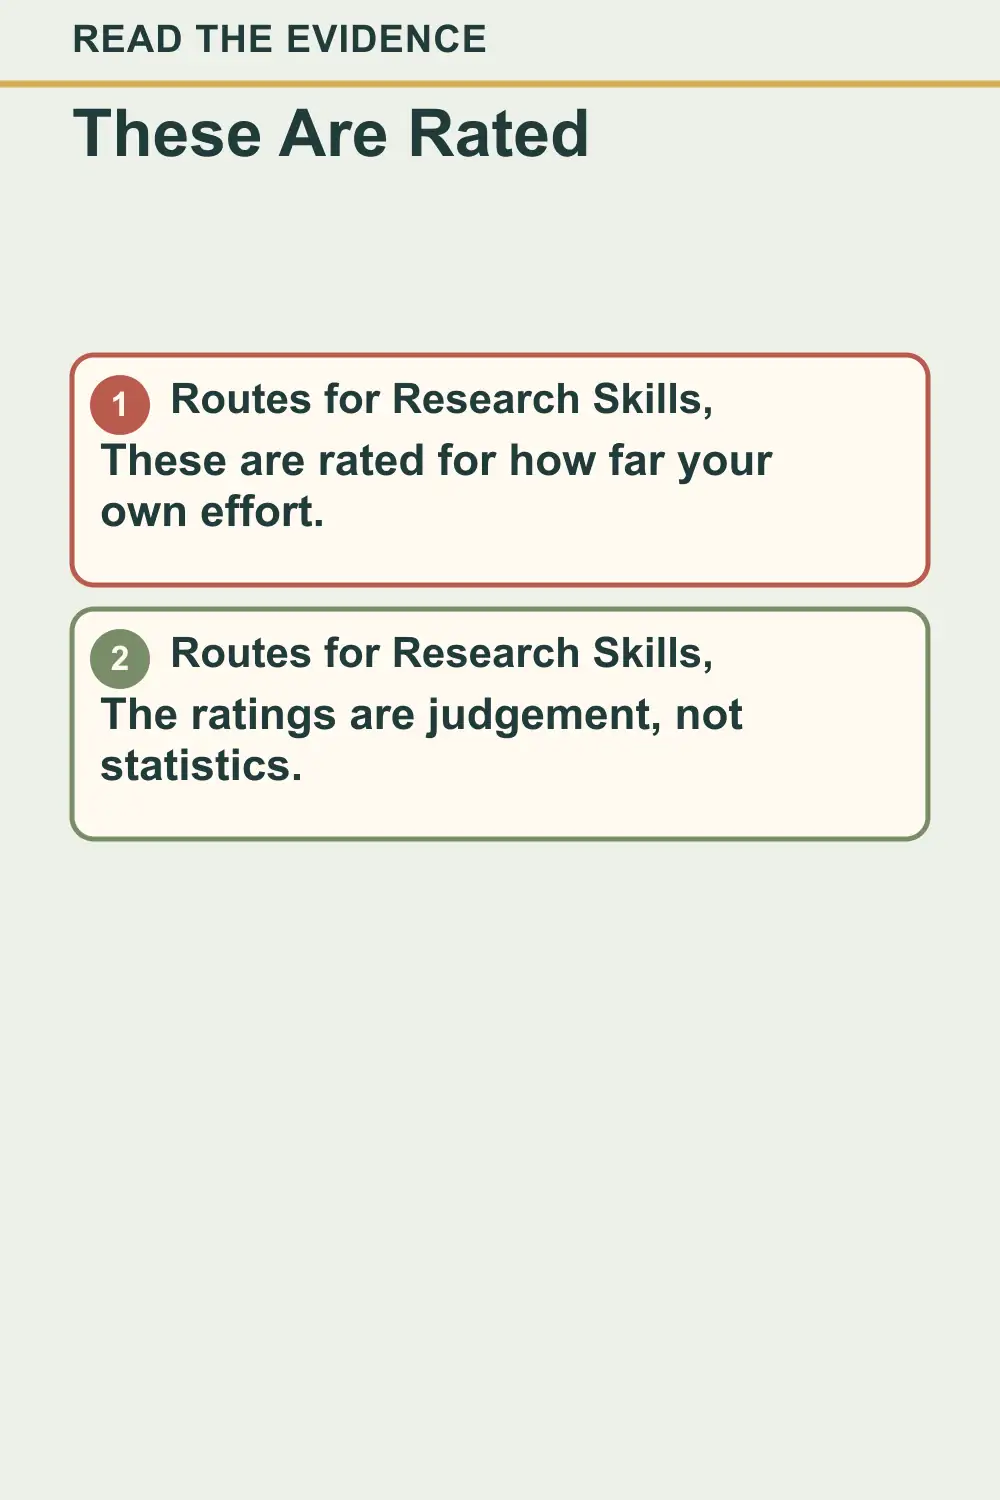 READ THE EVIDENCE
These Are Rated
1 Routes for Research Skills,
These are rated for how far your
own effort.
2 Routes for Research Skills,
The ratings are judgement, not
statistics.